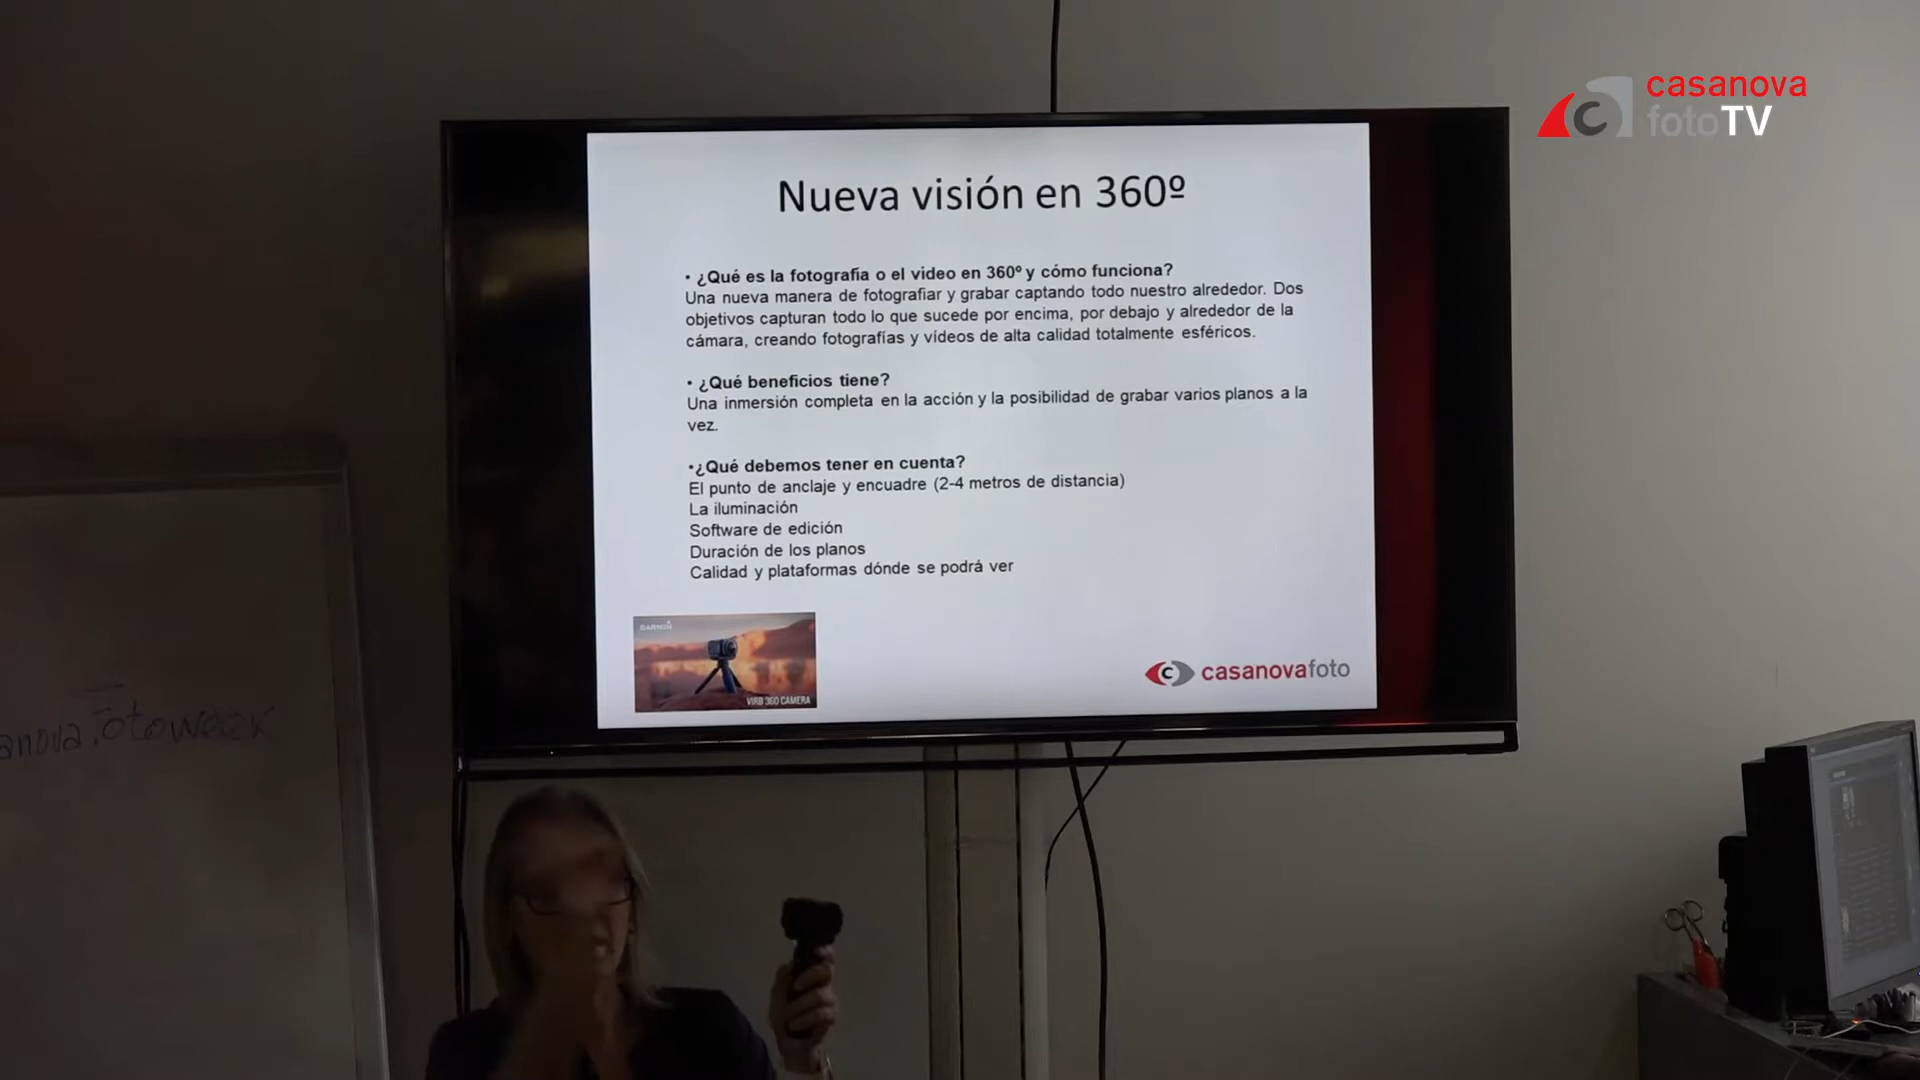 casanova
fotoTV
Nueva visión en 360º
• ¿Qué es la fotografia o el video en 360º y cómo funciona?
Una nueva manera de fotografiar y grabar captando todo nuestro alrededor. Dos
objetivos capturan todo lo que sucede por encima, por debajo y alrededor de la
cámara, creando fotografías y vídeos de alta calidad totalmente esféricos.
• ¿Qué beneficios tiene?
Una inmersión completa en la acción y la posibilidad de grabar varios planos a la
vez.
•¿Qué debemos tener en cuenta?
El punto de anclaje y encuadre (2-4 metros de distancia)
La iluminación
Software de edición
Duración de los planos
Calidad y plataformas dónde se podrá ver
GARMIN
VIRB 360 CAMERA
casanovafoto
anovaFotoweek